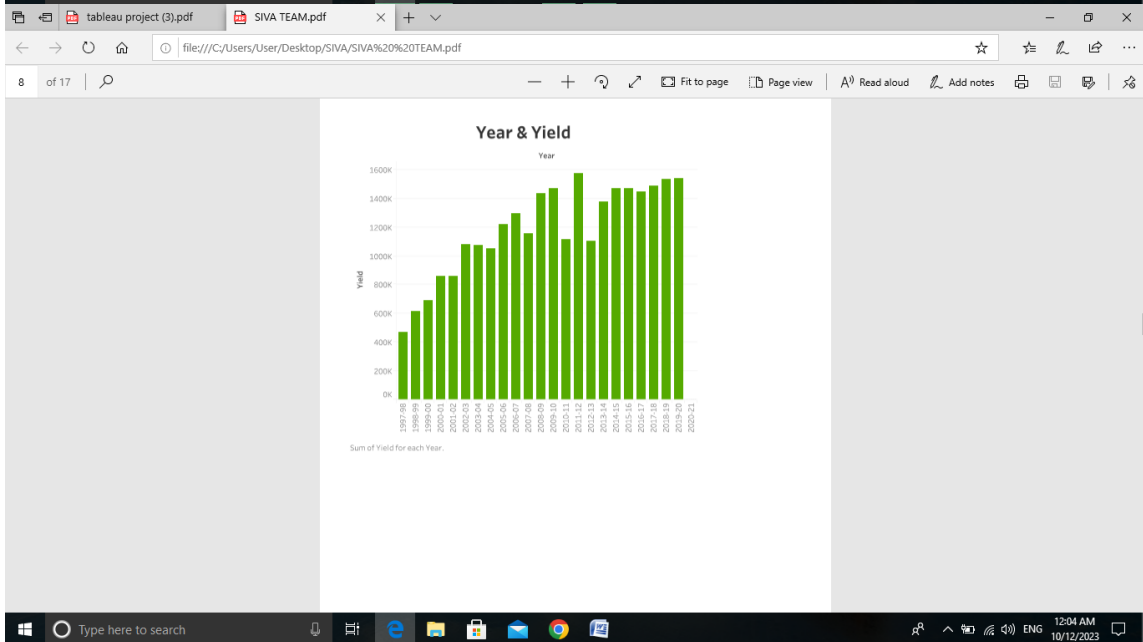 tableau project (3).pdf
SIVA TEAM.pdf
file:///C:/Users/User/Desktop/SIVA/SIVA%20%20TEAM.pdf
8 of 17
Fit to page
Page view
Read aloud
Add notes
Year & Yield
Year
Yield
1600K
1400K
1200K
1000K
800K
600K
400K
200K
0K
1997-98
1998-99
1999-00
2000-01
2001-02
2002-03
2003-04
2004-05
2005-06
2006-07
2007-08
2008-09
2009-10
2010-11
2011-12
2012-13
2013-14
2014-15
2015-16
2016-17
2017-18
2018-19
2019-20
2020-21
Sum of Yield for each Year.
Type here to search
ENG
12:04 AM
10/12/2023